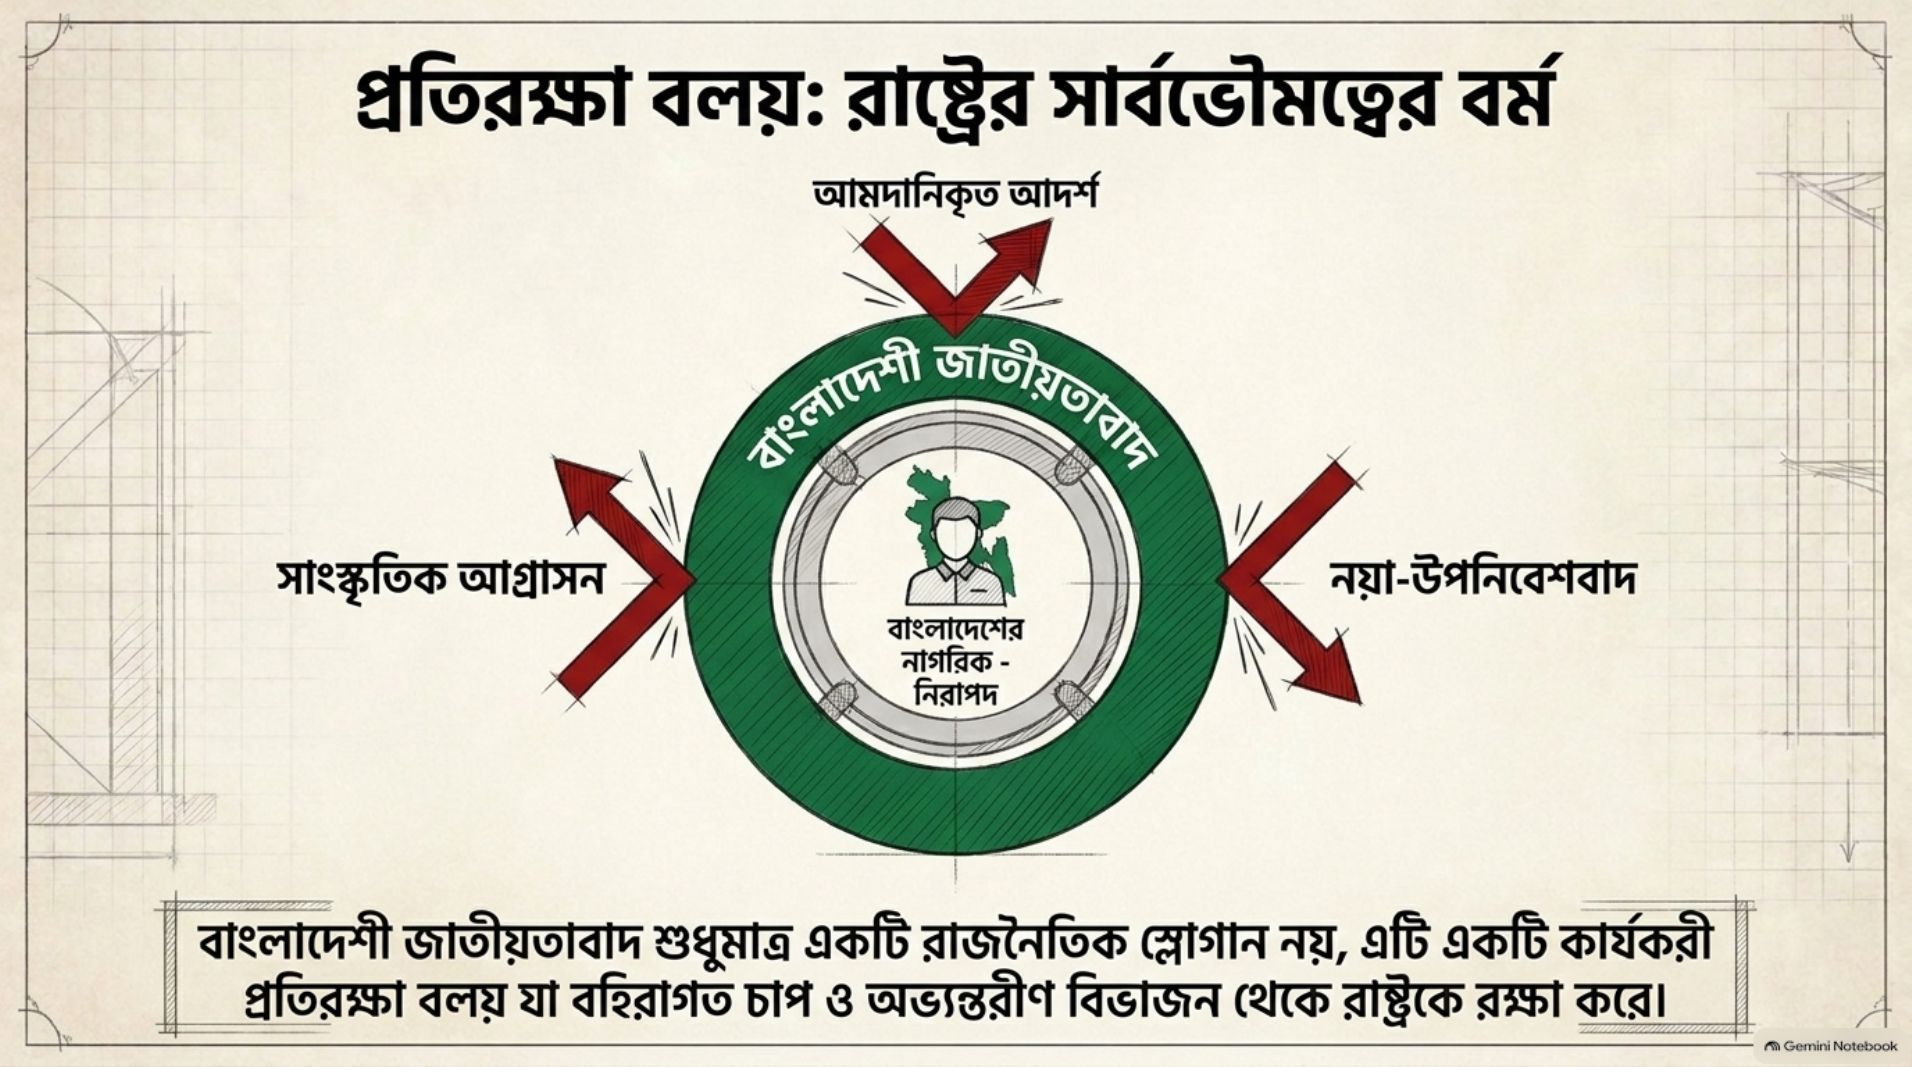 প্রতিরক্ষা বলয়: রাষ্ট্রের সার্বভৌমত্বের বর্ম
আমদানিকৃত আদর্শ
বাংলাদেশী জাতীয়তাবাদ
সাংস্কৃতিক আগ্রাসন
নয়া-উপনিবেশবাদ
বাংলাদেশের
নাগরিক -
নিরাপদ
বাংলাদেশী জাতীয়তাবাদ শুধুমাত্র একটি রাজনৈতিক স্লোগান নয়, এটি একটি কার্যকরী
প্রতিরক্ষা বলয় যা বহিরাগত চাপ ও অভ্যন্তরীণ বিভাজন থেকে রাষ্ট্রকে রক্ষা করে।
Gemini Notebook